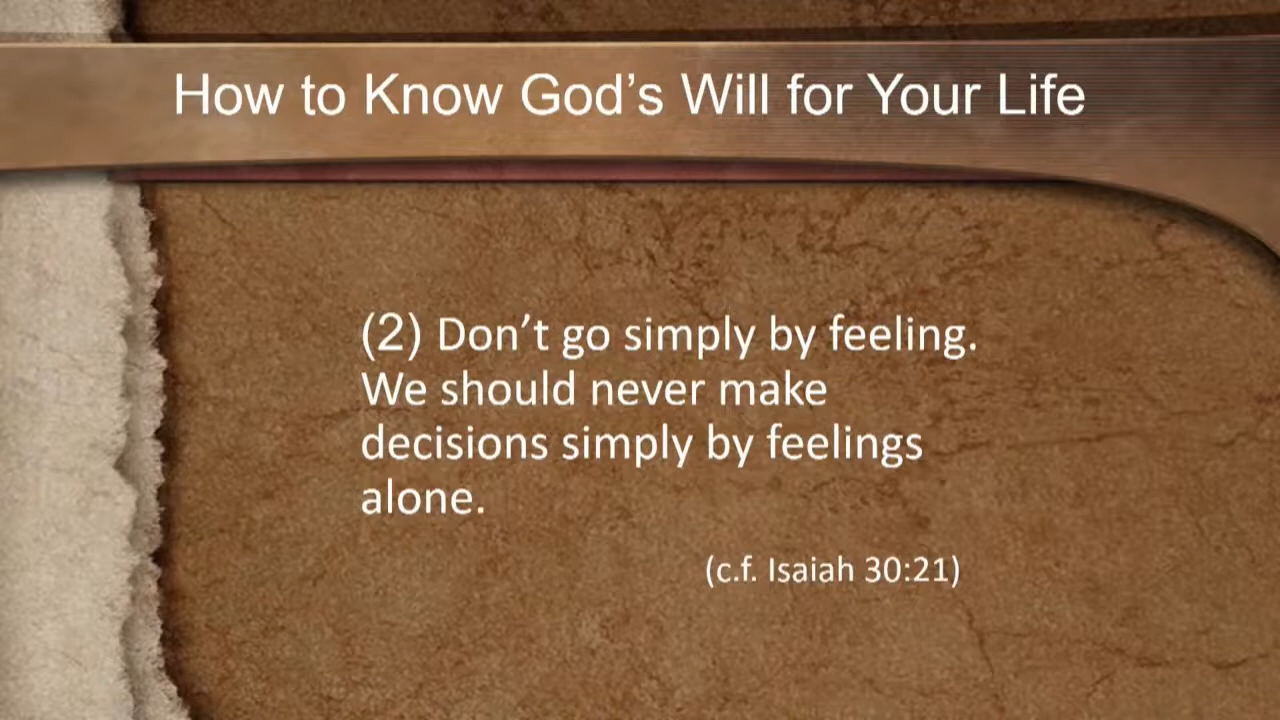 How to Know God’s Will for Your Life
(2) Don’t go simply by feeling.
We should never make
decisions simply by feelings
alone.
(c.f. Isaiah 30:21)